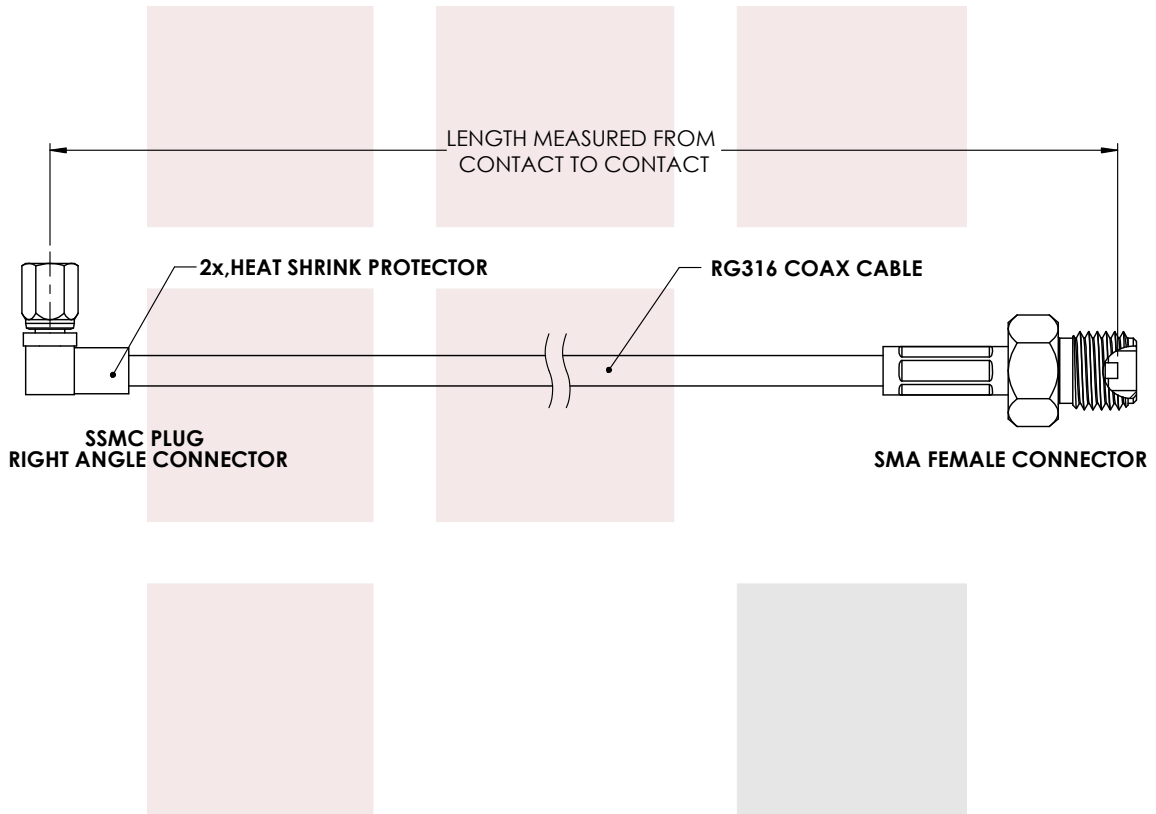 LENGTH MEASURED FROM
CONTACT TO CONTACT
2x,HEAT SHRINK PROTECTOR
RG316 COAX CABLE
SSMC PLUG
RIGHT ANGLE CONNECTOR
SMA FEMALE CONNECTOR